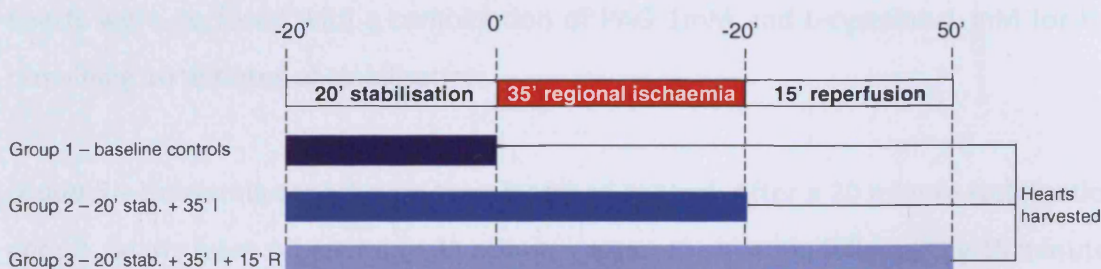 -20' 0' -20' 50'
20' stabilisation 35' regional ischaemia 15' reperfusion
Group 1 – baseline controls
Group 2 – 20' stab. + 35' I
hearts
harvested
Group 3 – 20' stab. + 35' I + 15' R